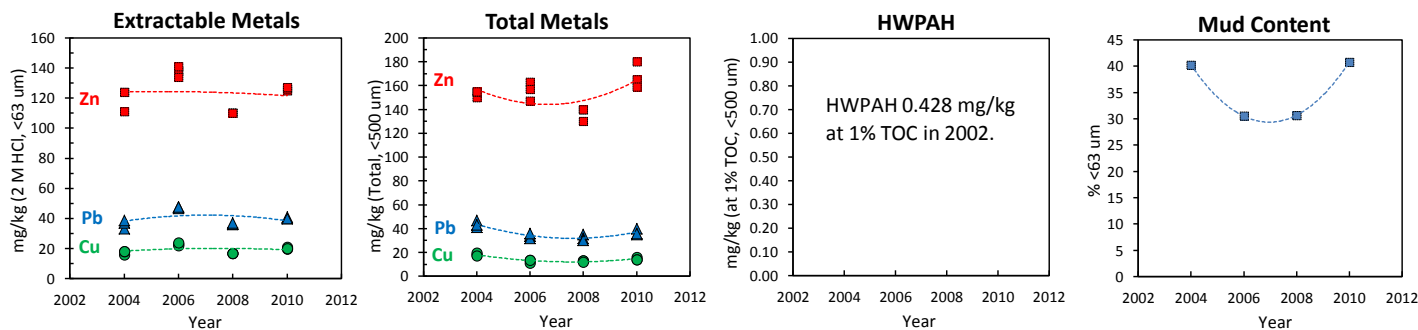 Extractable Metals
mg/kg (2 M HCl, <63 um)
160
140
120
100
80
60
40
20
0
Zn
Pb
Cu
2002 2004 2006 2008 2010 2012
Year
Total Metals
mg/kg (Total, <500 um)
200
180
160
140
120
100
80
60
40
20
0
Zn
Pb
Cu
2002 2004 2006 2008 2010 2012
Year
HWPAH
mg/kg (at 1% TOC, <500 um)
1.00
0.90
0.80
0.70
0.60
0.50
0.40
0.30
0.20
0.10
0.00
HWPAH 0.428 mg/kg
at 1% TOC in 2002.
2002 2004 2006 2008 2010 2012
Year
Mud Content
% <63 um
45
40
35
30
25
20
15
10
5
0
2002 2004 2006 2008 2010 2012
Year